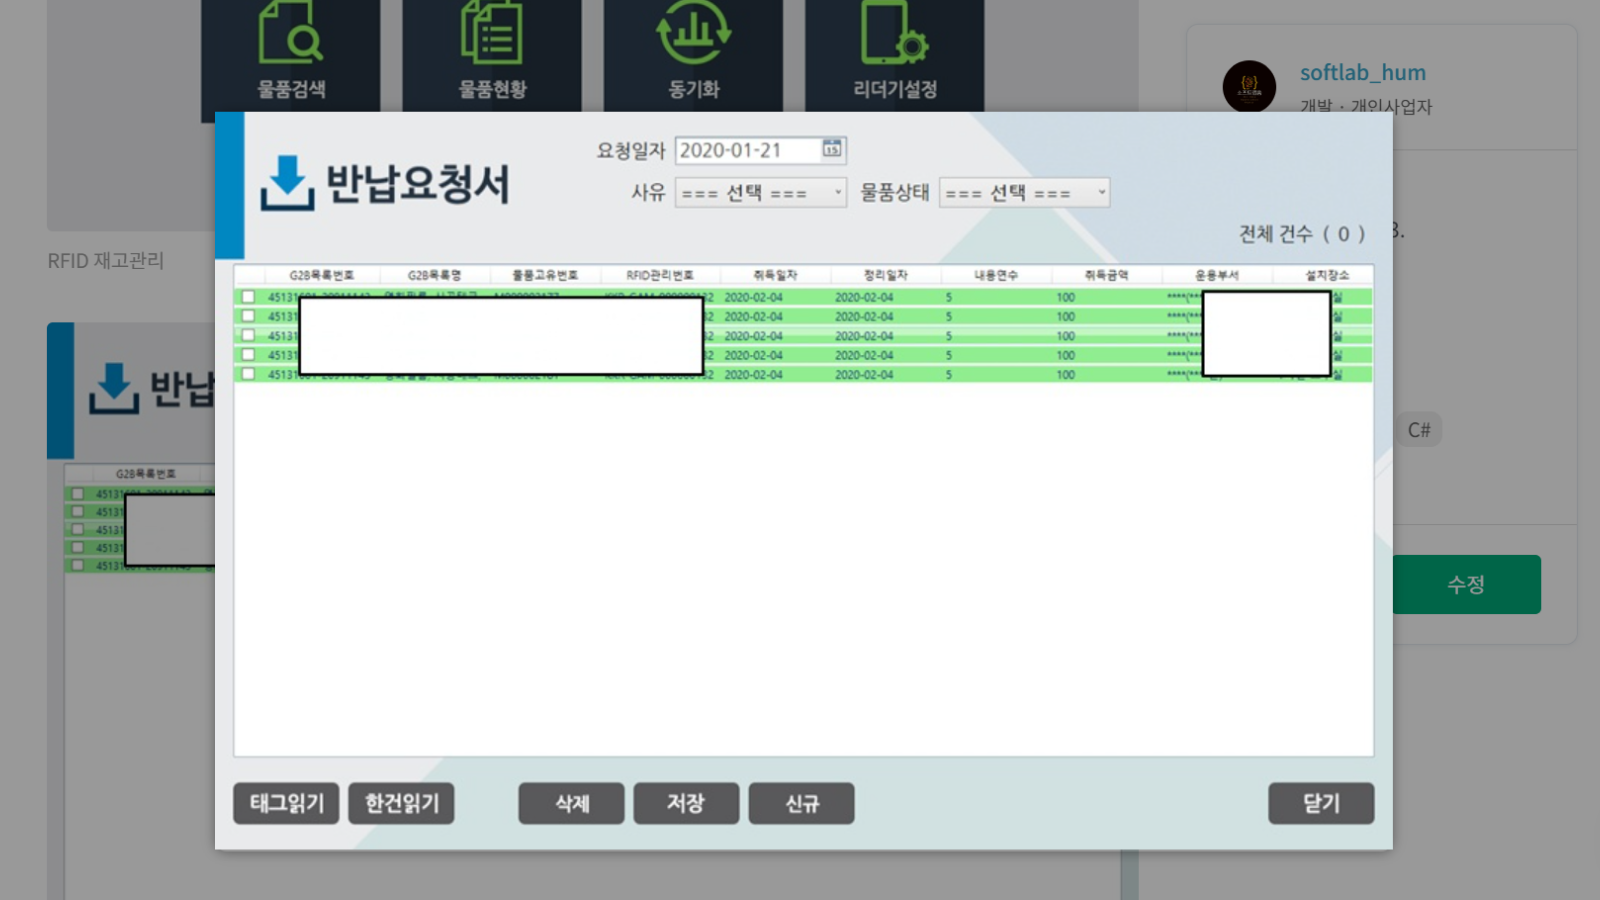 물품검색
물품현황
동기화
리더기설정
softlab_hum
개발 · 개인사업자
반납요청서
요청일자 2020-01-21
사유 === 선택 === 물품상태 === 선택 ===
전체 건수 ( 0 )
3.
RFID 재고관리
G2B목록번호 G2B목록명 물품고유번호 RFID관리번호 취득일자 정리일자 내용연수 취득금액 운용부서 설치장소
2020-02-04 2020-02-04 5 100 ****(** 실
45131 2 2020-02-04 2020-02-04 5 100 ****(** 실
45131 2 2020-02-04 2020-02-04 5 100 ****(** 실
45131 2 2020-02-04 2020-02-04 5 100 ****(** 실
2020-02-04 2020-02-04 5 100 실
반납
G2B목록번호
45131
45131
45131
C#
수정
태그읽기 한건읽기 삭제 저장 신규 닫기